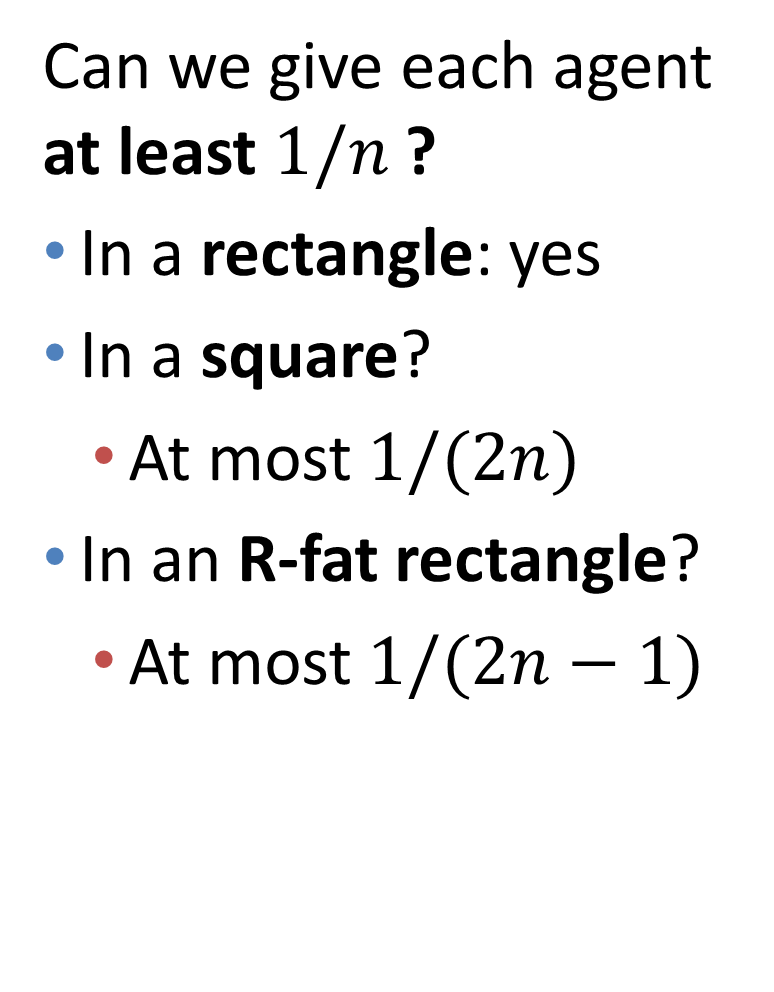 Can we give each agent
at least 1/n ?
• In a rectangle: yes
• In a square?
• At most 1/(2n)
• In an R-fat rectangle?
• At most 1/(2n − 1)